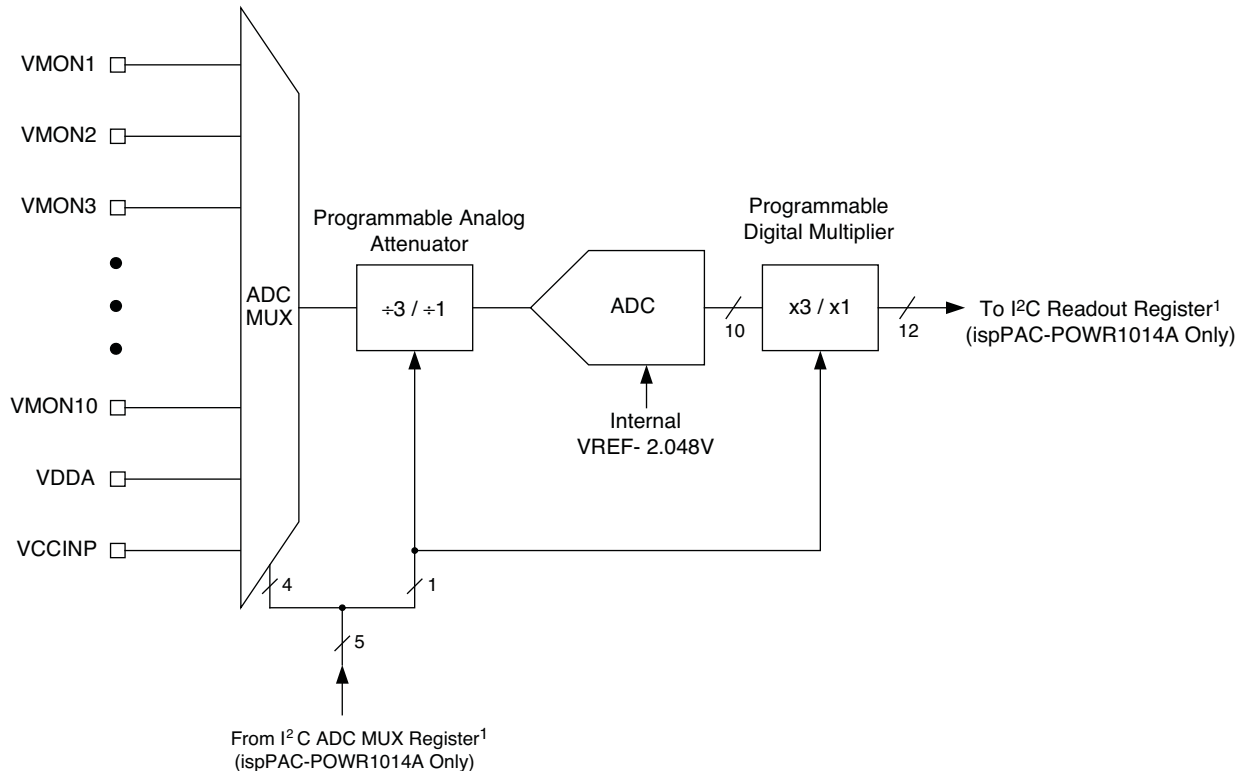 VMON1
VMON2
VMON3
VMON10
VDDA
VCCINP
ADC
MUX
Programmable Analog
Attenuator
÷3 / ÷1
ADC
Internal
VREF- 2.048V
10
Programmable
Digital Multiplier
x3 / x1
12
To I²C Readout Register¹
(ispPAC-POWR1014A Only)
4
1
5
From I² C ADC MUX Register¹
(ispPAC-POWR1014A Only)